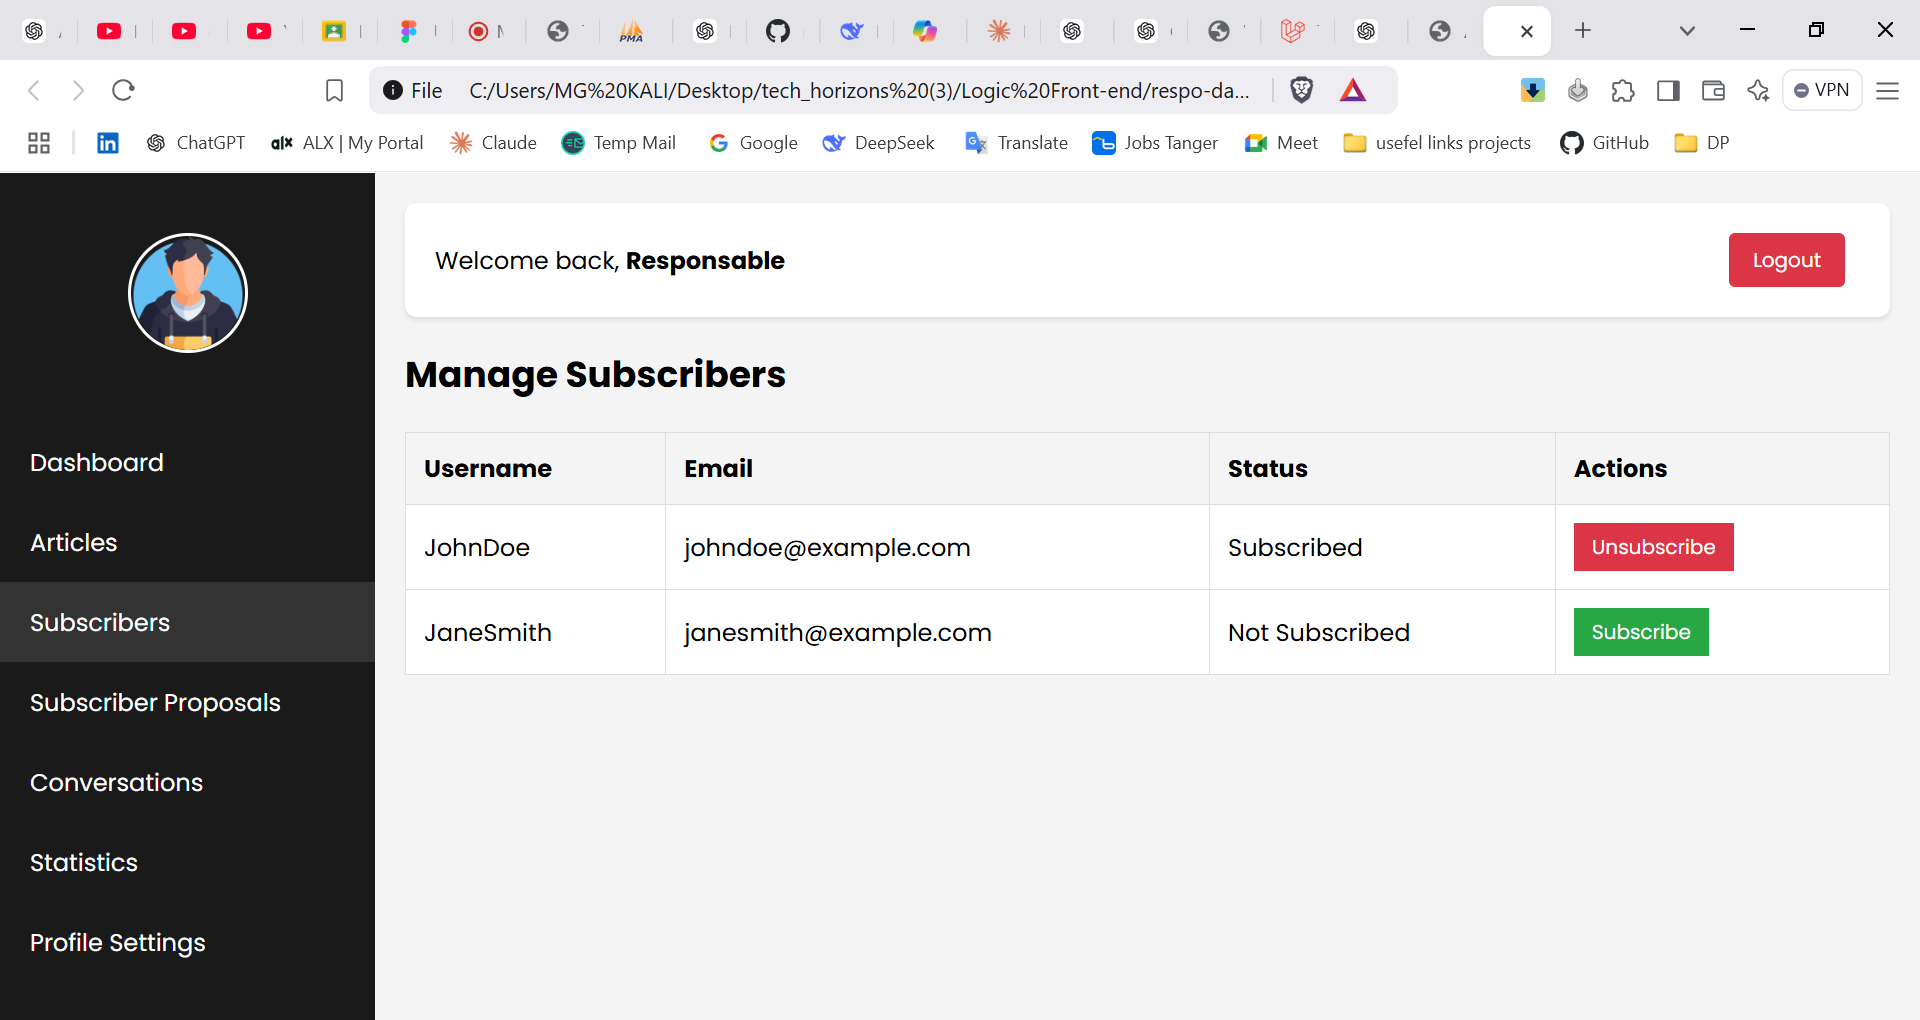 File C:/Users/MG%20KALI/Desktop/tech_horizons%20(3)/Logic%20Front-end/respo-da... VPN
ChatGPT alx ALX | My Portal Claude Temp Mail Google DeepSeek Translate Jobs Tanger Meet usefel links projects GitHub DP
Welcome back, Responsable
Logout
Manage Subscribers
Dashboard
Articles
Subscribers
Subscriber Proposals
Conversations
Statistics
Profile Settings
Username Email Status Actions
JohnDoe johndoe@example.com Subscribed Unsubscribe
JaneSmith janesmith@example.com Not Subscribed Subscribe